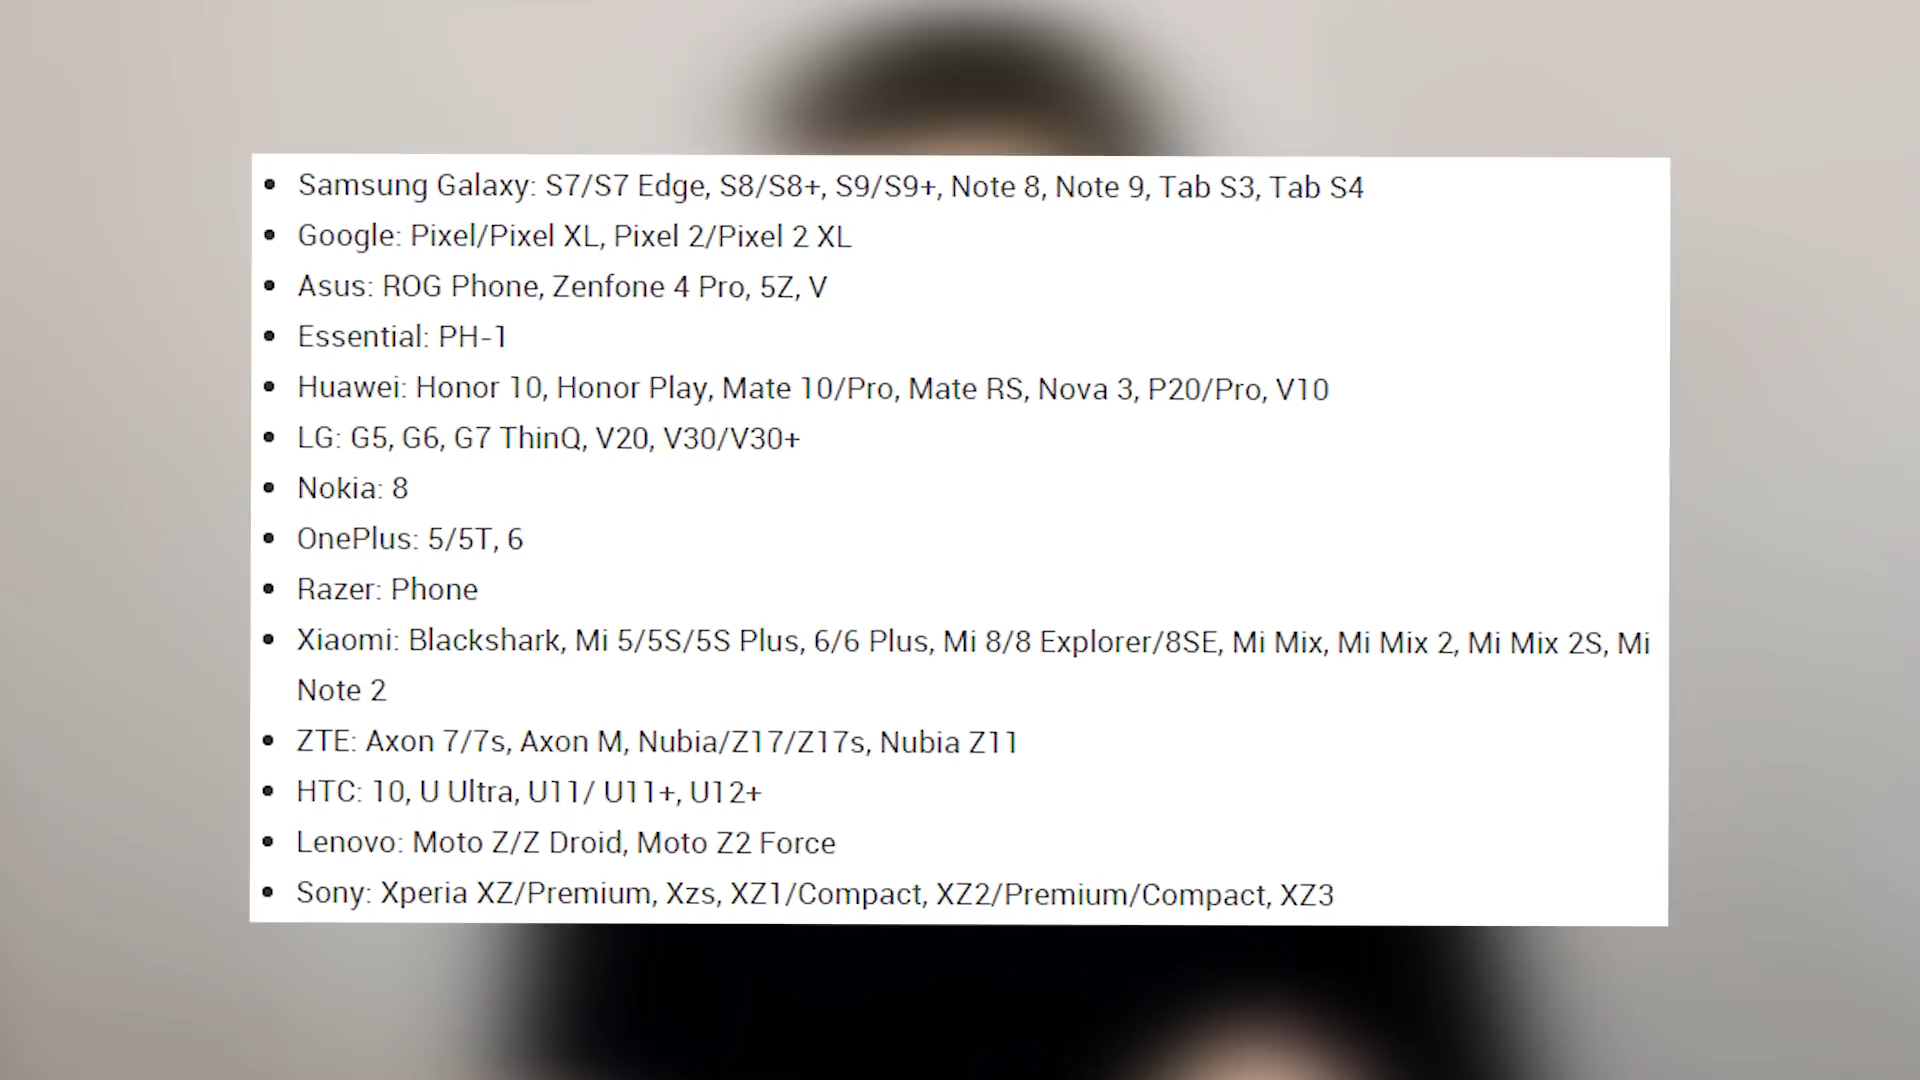 Samsung Galaxy: S7/S7 Edge, S8/S8+, S9/S9+, Note 8, Note 9, Tab S3, Tab S4
Google: Pixel/Pixel XL, Pixel 2/Pixel 2 XL
Asus: ROG Phone, Zenfone 4 Pro, 5Z, V
Essential: PH-1
Huawei: Honor 10, Honor Play, Mate 10/Pro, Mate RS, Nova 3, P20/Pro, V10
LG: G5, G6, G7 ThinQ, V20, V30/V30+
Nokia: 8
OnePlus: 5/5T, 6
Razer: Phone
Xiaomi: Blackshark, Mi 5/5S/5S Plus, 6/6 Plus, Mi 8/8 Explorer/8SE, Mi Mix, Mi Mix 2, Mi Mix 2S, Mi
Note 2
ZTE: Axon 7/7s, Axon M, Nubia/Z17/Z17s, Nubia Z11
HTC: 10, U Ultra, U11/ U11+, U12+
Lenovo: Moto Z/Z Droid, Moto Z2 Force
Sony: Xperia XZ/Premium, Xzs, XZ1/Compact, XZ2/Premium/Compact, XZ3